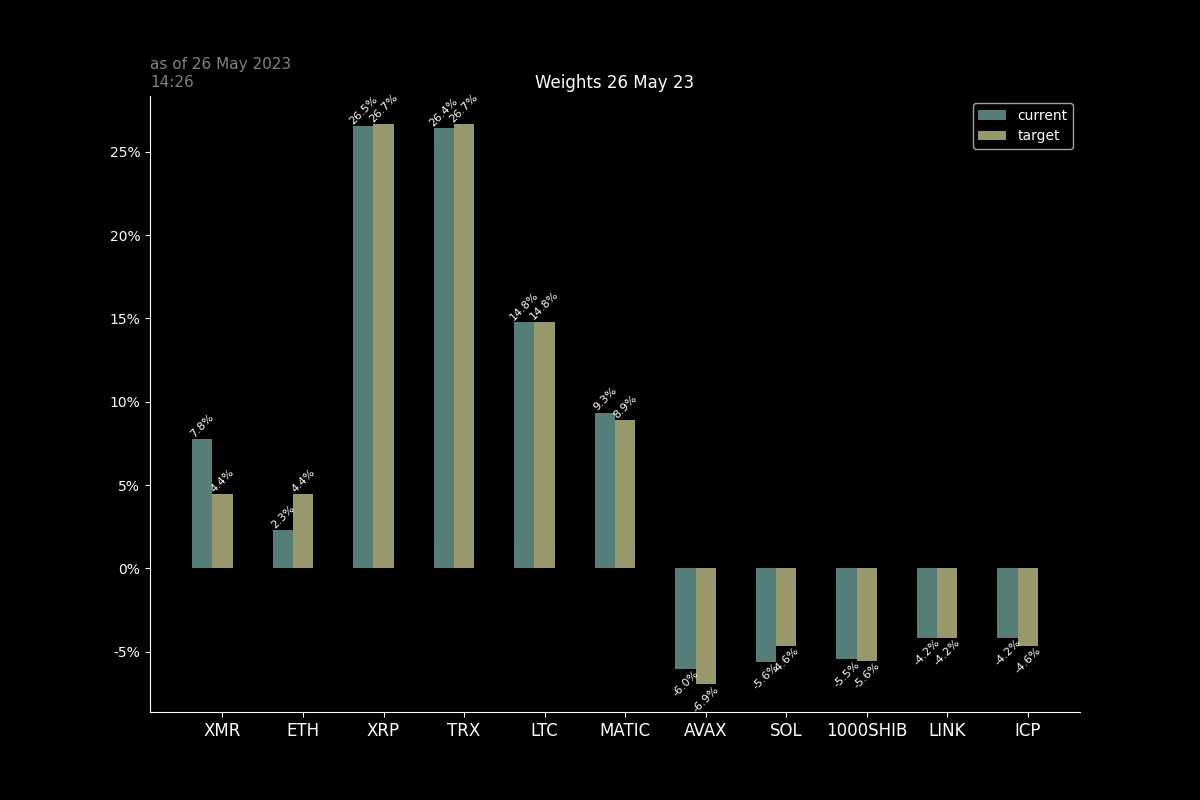 as of 26 May 2023
14:26
Weights 26 May 23
current
target
25%
20%
15%
10%
5%
0%
-5%
7.8%
4.4%
2.3%
4.4%
26.5%
26.7%
26.4%
26.7%
14.8%
14.8%
9.3%
8.9%
-6.0%
-6.9%
-5.6%
-4.6%
-5.5%
-5.6%
-4.2%
-4.2%
-4.2%
-4.6%
XMR
ETH
XRP
TRX
LTC
MATIC
AVAX
SOL
1000SHIB
LINK
ICP